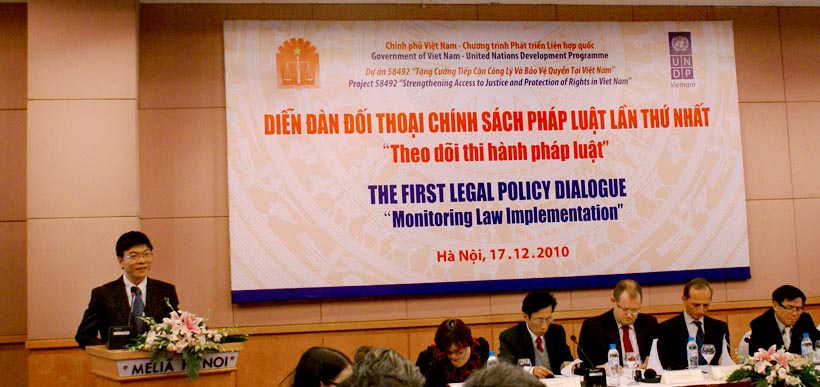 Chính phủ Việt Nam - Chương trình Phát triển Liên hợp quốc
Government of Viet Nam - United Nations Development Programme
Dự án 58492 "Tăng Cường Tiếp Cận Công Lý Và Bảo Vệ Quyền Tại Việt Nam"
Project 58492 "Strengthening Access to Justice and Protection of Rights in Viet Nam"
U N
D P
Vietnam
DIỄN ĐÀN ĐỐI THOẠI CHÍNH SÁCH PHÁP LUẬT LẦN THỨ NHẤT
"Theo dõi thi hành pháp luật"
THE FIRST LEGAL POLICY DIALOGUE
"Monitoring Law Implementation"
Hà Nội, 17.12.2010
MELIÁ